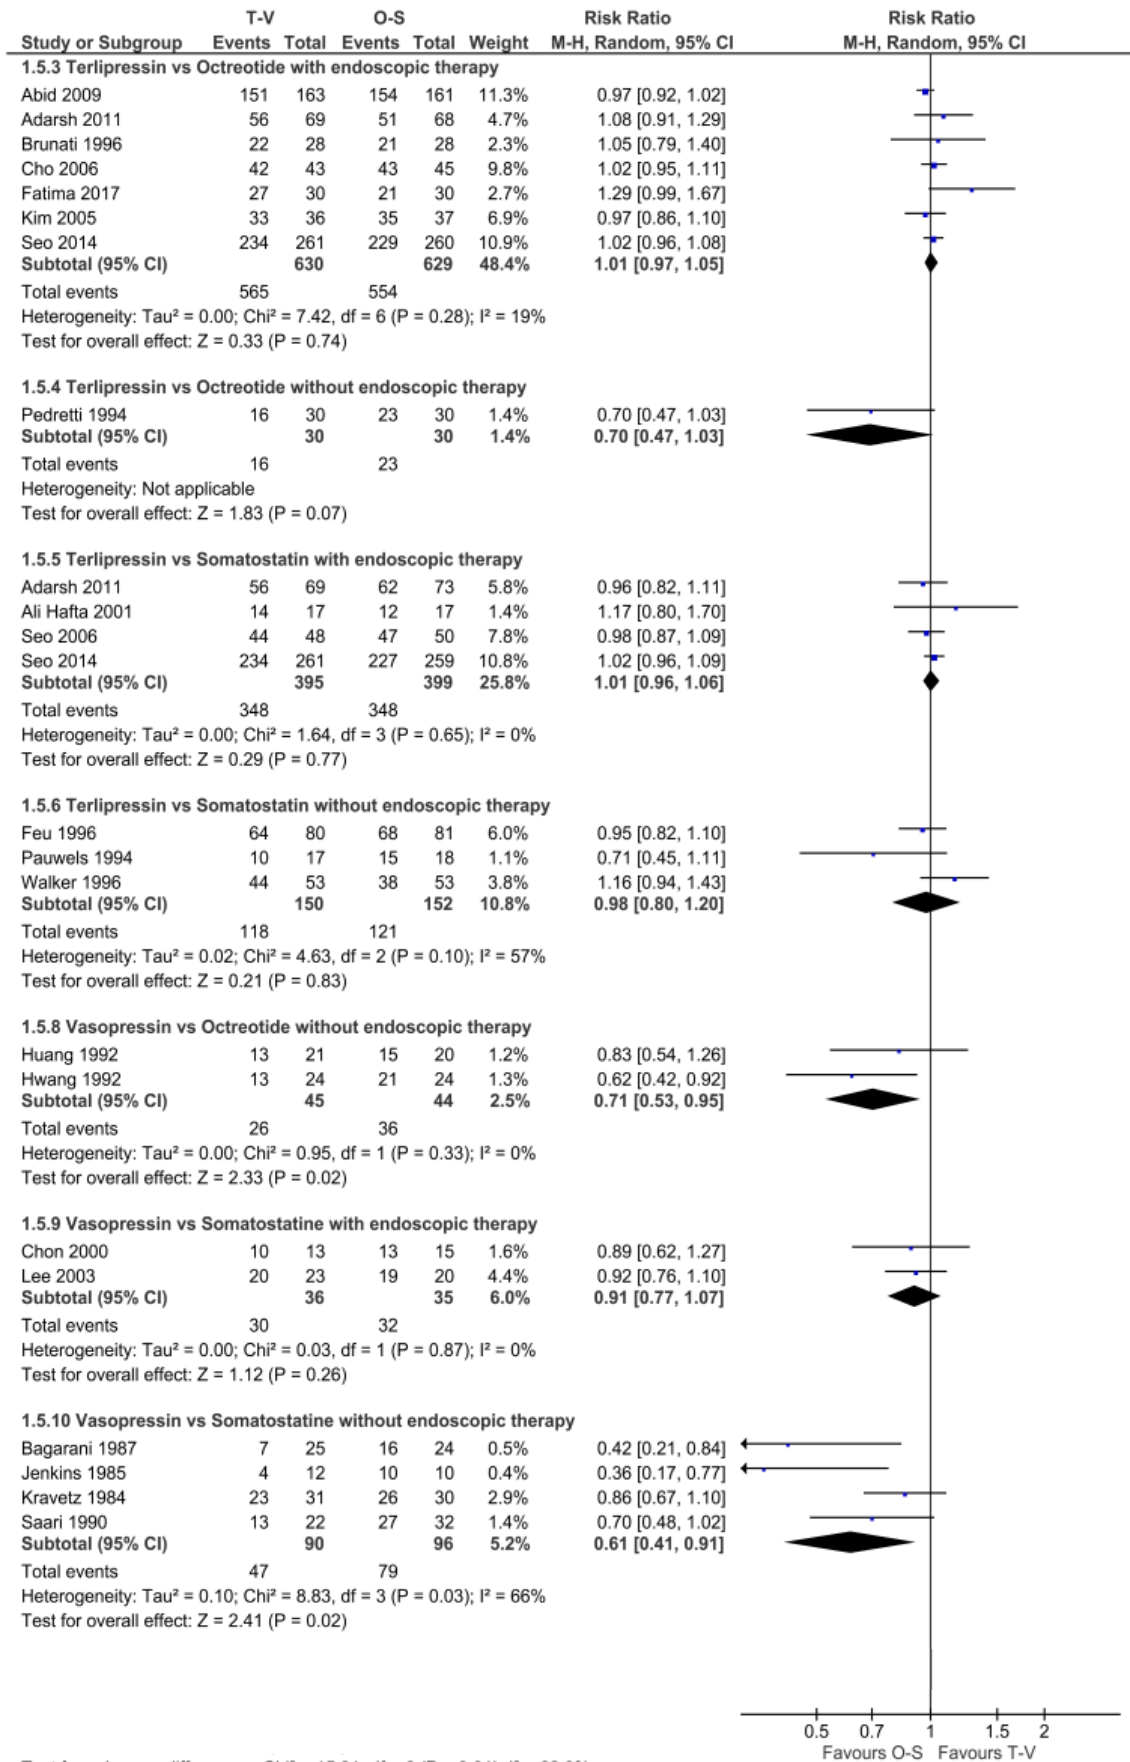 T-V O-S Risk Ratio Risk Ratio
Study or Subgroup Events Total Events Total Weight M-H, Random, 95% CI M-H, Random, 95% CI
1.5.3 Terlipressin vs Octreotide with endoscopic therapy
Abid 2009 151 163 154 161 11.3% 0.97 [0.92, 1.02]
Adarsh 2011 56 69 51 68 4.7% 1.08 [0.91, 1.29]
Brunati 1996 22 28 21 28 2.3% 1.05 [0.79, 1.40]
Cho 2006 42 43 43 45 9.8% 1.02 [0.95, 1.11]
Fatima 2017 27 30 21 30 2.7% 1.29 [0.99, 1.67]
Kim 2005 33 36 35 37 6.9% 0.97 [0.86, 1.10]
Seo 2014 234 261 229 260 10.9% 1.02 [0.96, 1.08]
Subtotal (95% CI) 630 629 48.4% 1.01 [0.97, 1.05]
Total events 565 554
Heterogeneity: Tau² = 0.00; Chi² = 7.42, df = 6 (P = 0.28); I² = 19%
Test for overall effect: Z = 0.33 (P = 0.74)
1.5.4 Terlipressin vs Octreotide without endoscopic therapy
Pedretti 1994 16 30 23 30 1.4% 0.70 [0.47, 1.03]
Subtotal (95% CI) 30 30 1.4% 0.70 [0.47, 1.03]
Total events 16 23
Heterogeneity: Not applicable
Test for overall effect: Z = 1.83 (P = 0.07)
1.5.5 Terlipressin vs Somatostatin with endoscopic therapy
Adarsh 2011 56 69 62 73 5.8% 0.96 [0.82, 1.11]
Ali Hafta 2001 14 17 12 17 1.4% 1.17 [0.80, 1.70]
Seo 2006 44 48 47 50 7.8% 0.98 [0.87, 1.09]
Seo 2014 234 261 227 259 10.8% 1.02 [0.96, 1.09]
Subtotal (95% CI) 395 399 25.8% 1.01 [0.96, 1.06]
Total events 348 348
Heterogeneity: Tau² = 0.00; Chi² = 1.64, df = 3 (P = 0.65); I² = 0%
Test for overall effect: Z = 0.29 (P = 0.77)
1.5.6 Terlipressin vs Somatostatin without endoscopic therapy
Feu 1996 64 80 68 81 6.0% 0.95 [0.82, 1.10]
Pauwels 1994 10 17 15 18 1.1% 0.71 [0.45, 1.11]
Walker 1996 44 53 38 53 3.8% 1.16 [0.94, 1.43]
Subtotal (95% CI) 150 152 10.8% 0.98 [0.80, 1.20]
Total events 118 121
Heterogeneity: Tau² = 0.02; Chi² = 4.63, df = 2 (P = 0.10); I² = 57%
Test for overall effect: Z = 0.21 (P = 0.83)
1.5.8 Vasopressin vs Octreotide without endoscopic therapy
Huang 1992 13 21 15 20 1.2% 0.83 [0.54, 1.26]
Hwang 1992 13 24 21 24 1.3% 0.62 [0.42, 0.92]
Subtotal (95% CI) 45 44 2.5% 0.71 [0.53, 0.95]
Total events 26 36
Heterogeneity: Tau² = 0.00; Chi² = 0.95, df = 1 (P = 0.33); I² = 0%
Test for overall effect: Z = 2.33 (P = 0.02)
1.5.9 Vasopressin vs Somatostatine with endoscopic therapy
Chon 2000 10 13 13 15 1.6% 0.89 [0.62, 1.27]
Lee 2003 20 23 19 20 4.4% 0.92 [0.76, 1.10]
Subtotal (95% CI) 36 35 6.0% 0.91 [0.77, 1.07]
Total events 30 32
Heterogeneity: Tau² = 0.00; Chi² = 0.03, df = 1 (P = 0.87); I² = 0%
Test for overall effect: Z = 1.12 (P = 0.26)
1.5.10 Vasopressin vs Somatostatine without endoscopic therapy
Bagarani 1987 7 25 16 24 0.5% 0.42 [0.21, 0.84]
Jenkins 1985 4 12 10 10 0.4% 0.36 [0.17, 0.77]
Kravetz 1984 23 31 26 30 2.9% 0.86 [0.67, 1.10]
Saari 1990 13 22 27 32 1.4% 0.70 [0.48, 1.02]
Subtotal (95% CI) 90 96 5.2% 0.61 [0.41, 0.91]
Total events 47 79
Heterogeneity: Tau² = 0.10; Chi² = 8.83, df = 3 (P = 0.03); I² = 66%
Test for overall effect: Z = 2.41 (P = 0.02)
0.5 0.7 1 1.5 2
Favours O-S Favours T-V